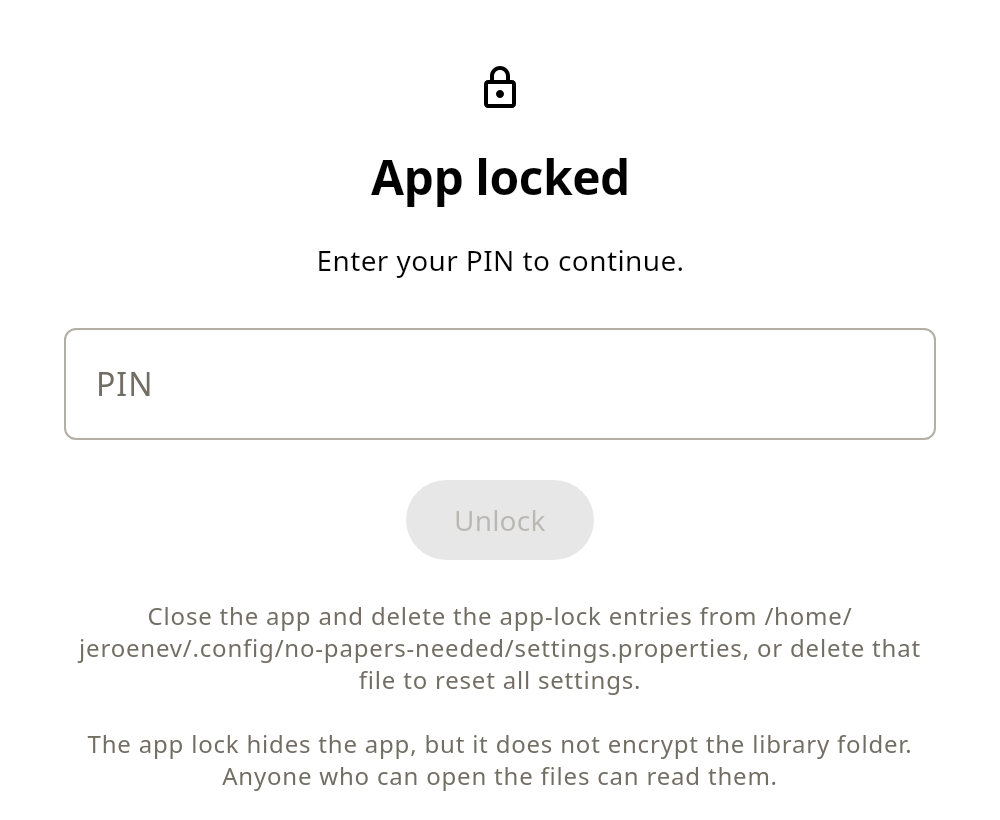 App locked
Enter your PIN to continue.
PIN
Unlock
Close the app and delete the app-lock entries from /home/
jeroenev/.config/no-papers-needed/settings.properties, or delete that
file to reset all settings.
The app lock hides the app, but it does not encrypt the library folder.
Anyone who can open the files can read them.